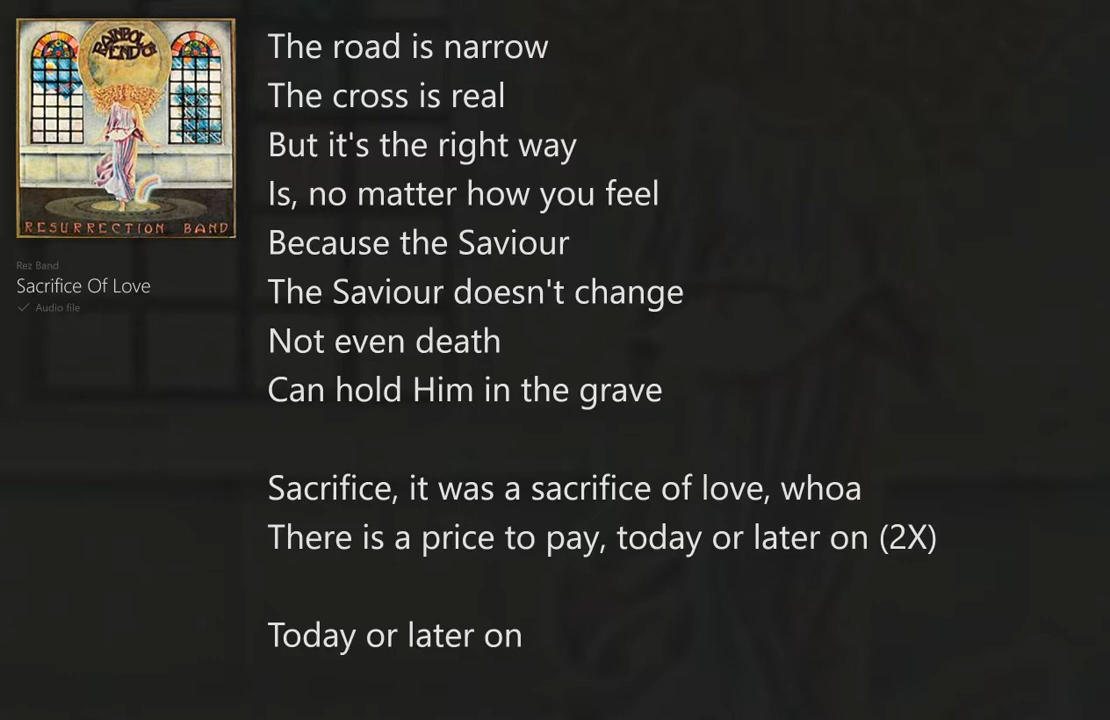 RAINBOW'S
END
RESURRECTION BAND
Rez Band
Sacrifice Of Love
Audio file
The road is narrow
The cross is real
But it's the right way
Is, no matter how you feel
Because the Saviour
The Saviour doesn't change
Not even death
Can hold Him in the grave
Sacrifice, it was a sacrifice of love, whoa
There is a price to pay, today or later on (2X)
Today or later on